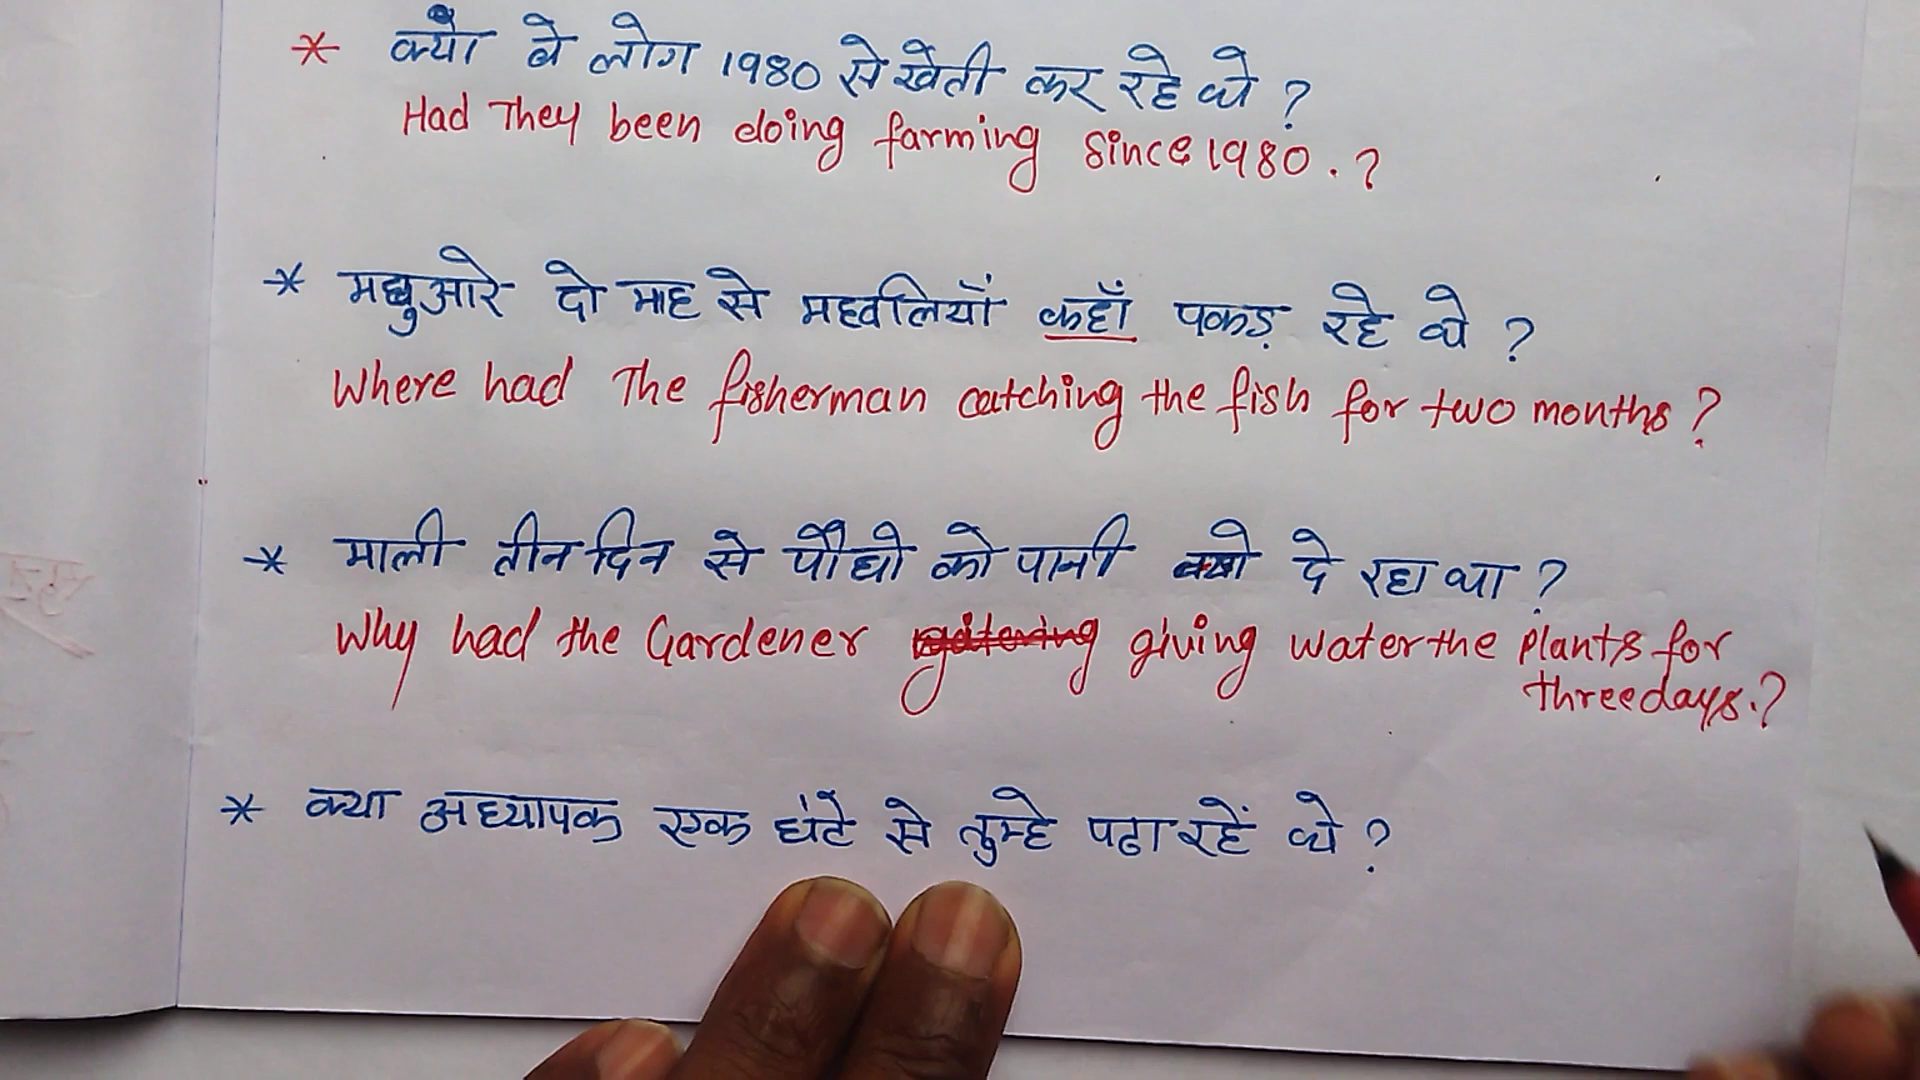 * क्या वे लोग 1980 से खेती कर रहे थे ?
Had They been doing farming Since 1980 . ?
* मछुआरे दो माह से मछलियाँ कहाँ पकड़ रहे थे ?
Where had The fisherman catching the fish for two months ?
* माली तीन दिन से पौधो को पानी क्यो दे रहा था ?
Why had the Gardener giving water the plants for
three days . ?
* क्या अध्यापक एक घंटे से तुम्हे पढा रहें थे ?